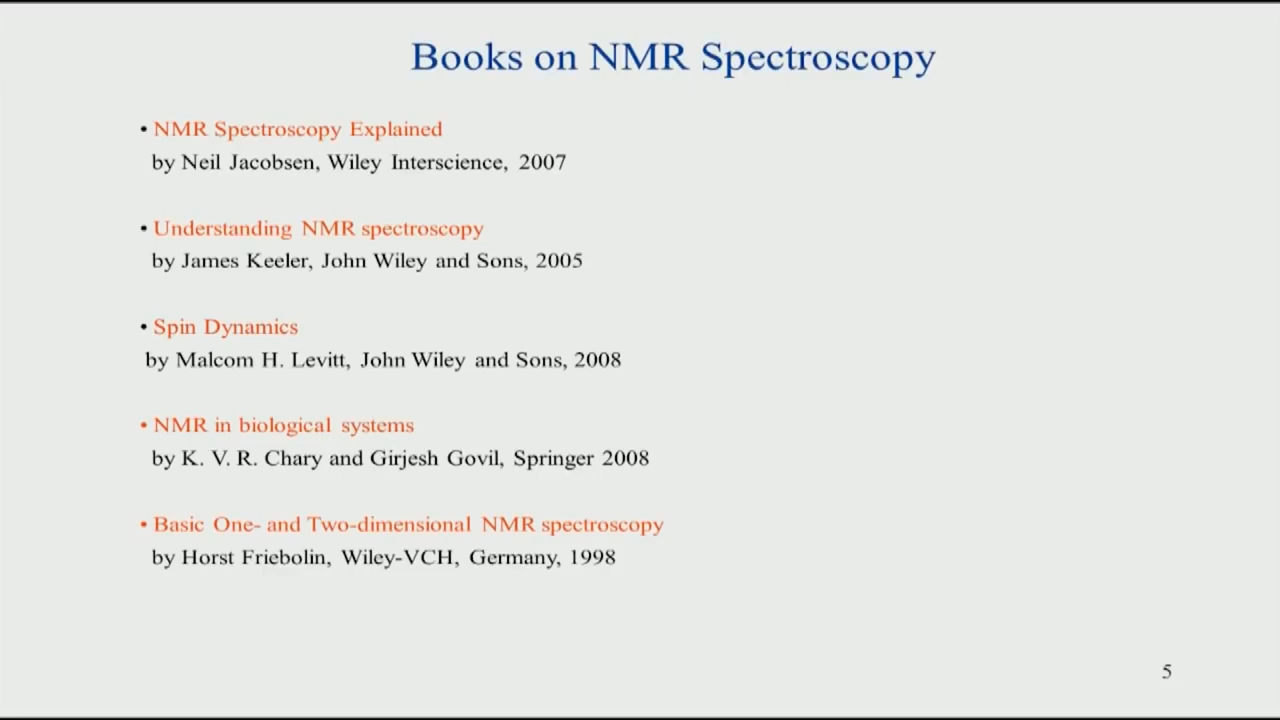 Books on NMR Spectroscopy
• NMR Spectroscopy Explained
by Neil Jacobsen, Wiley Interscience, 2007
• Understanding NMR spectroscopy
by James Keeler, John Wiley and Sons, 2005
• Spin Dynamics
by Malcom H. Levitt, John Wiley and Sons, 2008
• NMR in biological systems
by K. V. R. Chary and Girjesh Govil, Springer 2008
• Basic One- and Two-dimensional NMR spectroscopy
by Horst Friebolin, Wiley-VCH, Germany, 1998
5